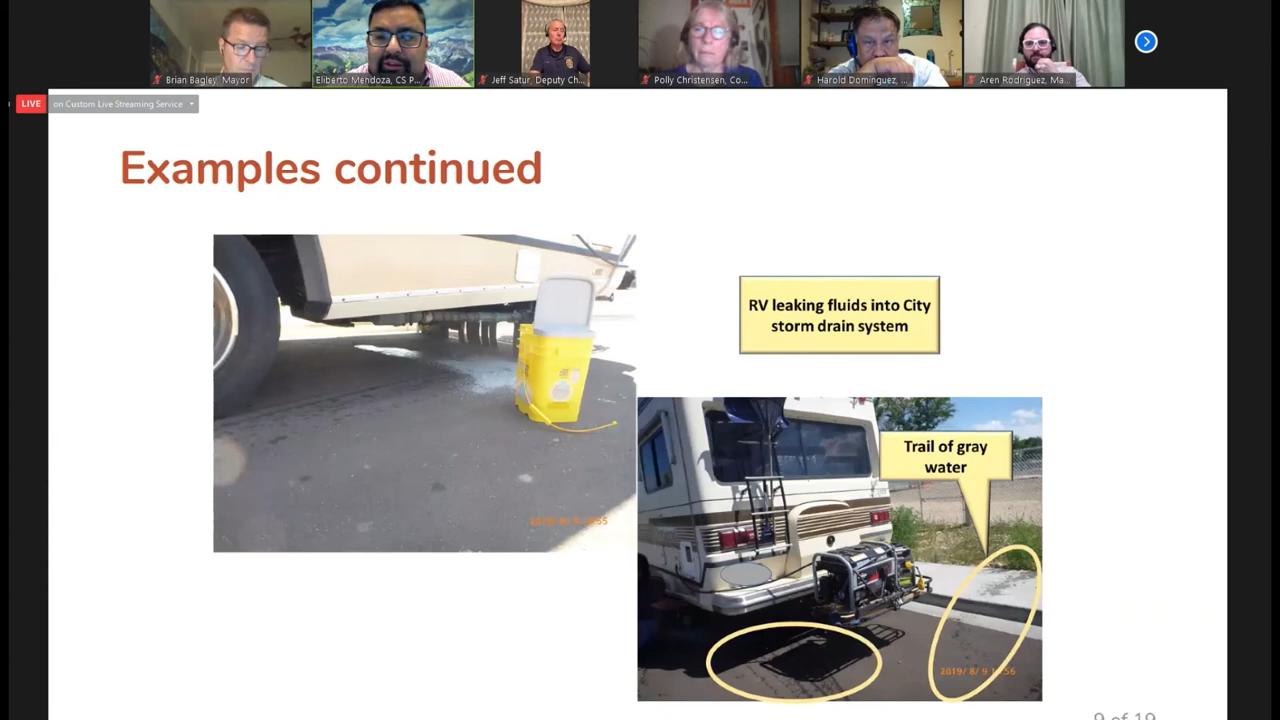 Brian Bagley, Mayor
Eliberto Mendoza, CS P...
Jeff Satur, Deputy Ch...
Polly Christensen, Co...
Harold Dominguez, ...
Aren Rodriguez, Ma...
LIVE
on Custom Live Streaming Service
Examples continued
RV leaking fluids into City
storm drain system
Trail of gray
water
9 of 19